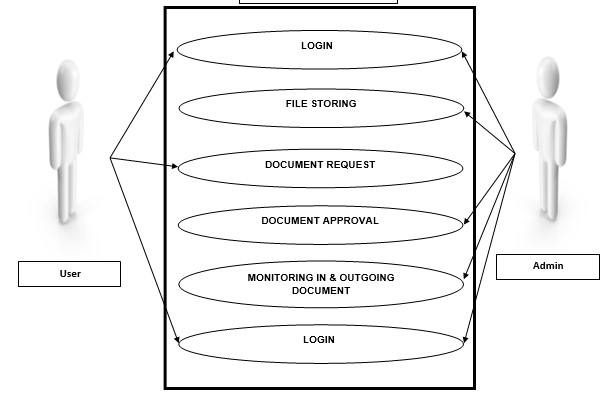 LOGIN
FILE STORING
DOCUMENT REQUEST
DOCUMENT APPROVAL
MONITORING IN & OUTGOING
DOCUMENT
LOGIN
User
Admin